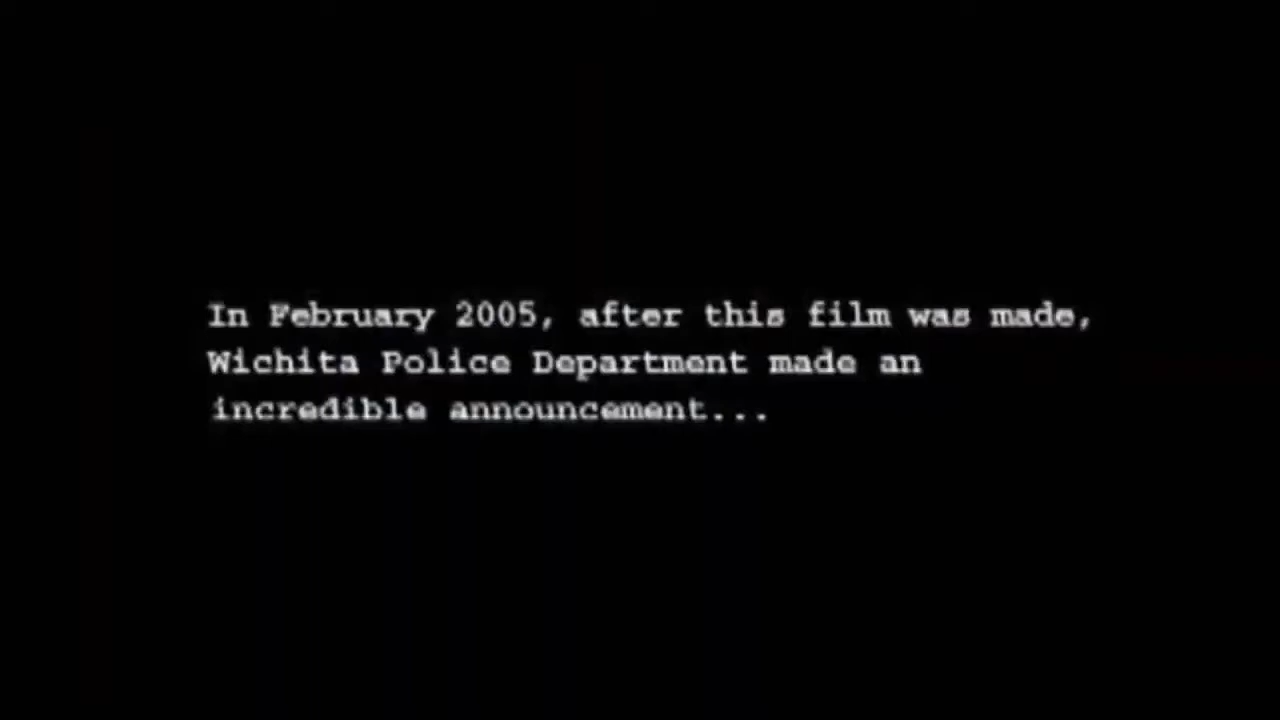 In February 2005, after this film was made,
Wichita Police Department made an
incredible announcement...